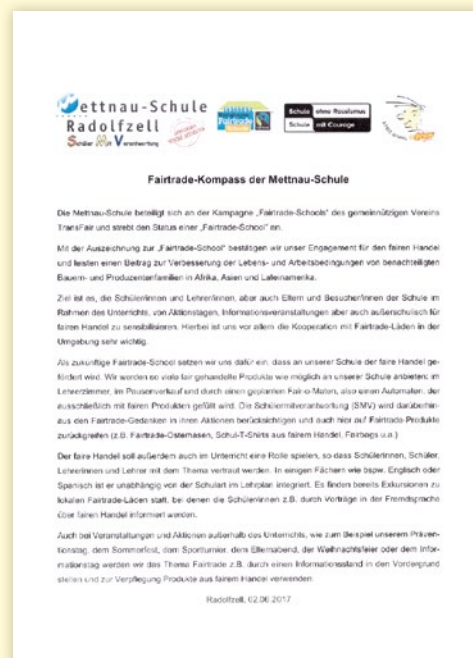 Mettnau-Schule
Radolfzell
Schüler Mit Verantwortung
Fairtrade
Schule ohne Rassismus
Schule mit Courage
Fairtrade-Kompass der Mettnau-Schule
Die Mettnau-Schule beteiligt sich an der Kampagne „Fairtrade-Schools" des gemeinnützigen Vereins
TransFair und strebt den Status einer „Fairtrade-School" an.
Mit der Auszeichnung zur „Fairtrade-School" bestätigen wir unser Engagement für den fairen Handel
und leisten einen Beitrag zur Verbesserung der Lebens- und Arbeitsbedingungen von benachteiligten
Bauern- und Produzentenfamilien in Afrika, Asien und Lateinamerika.
Ziel ist es, die Schüler/innen und Lehrer/innen, aber auch Eltern und Besucher/innen der Schule im
Rahmen des Unterrichts, von Aktionstagen, Informationsveranstaltungen aber auch außerschulisch für
fairen Handel zu sensibilisieren. Hierbei ist uns vor allem die Kooperation mit Fairtrade-Läden in der
Umgebung sehr wichtig.
Als zukünftige Fairtrade-School setzen wir uns dafür ein, dass an unserer Schule der faire Handel ge-
fördert wird. Wir werden so viele fair gehandelte Produkte wie möglich an unserer Schule anbieten: im
Lehrerzimmer, im Pausenverkauf und durch einen geplanten Fair-o-Maten, also einen Automaten, der
ausschließlich mit fairen Produkten gefüllt wird. Die Schülermitverantwortung (SMV) wird darüberhin-
aus den Fairtrade-Gedanken in ihren Aktionen berücksichtigen und auch hier auf Fairtrade-Produkte
zurückgreifen (z.B. Fairtrade-Osterhasen, Schul-T-Shirts aus fairem Handel, Fairbags u.a.)
Der faire Handel soll außerdem auch im Unterricht eine Rolle spielen, so dass Schülerinnen, Schüler,
Lehrerinnen und Lehrer mit dem Thema vertraut werden. In einigen Fächern wie bspw. Englisch oder
Spanisch ist er unabhängig von der Schulart im Lehrplan integriert. Es finden bereits Exkursionen zu
lokalen Fairtrade-Läden statt, bei denen die Schüler/innen z.B. durch Vorträge in der Fremdsprache
über fairen Handel informiert werden.
Auch bei Veranstaltungen und Aktionen außerhalb des Unterrichts, wie zum Beispiel unserem Präven-
tionstag, dem Sommerfest, dem Sportturnier, dem Elternabend, der Weihnachtsfeier oder dem Infor-
mationstag werden wir das Thema Fairtrade z.B. durch einen Informationsstand in den Vordergrund
stellen und zur Verpflegung Produkte aus fairem Handel verwenden.
Radolfzell, 02.06.2017